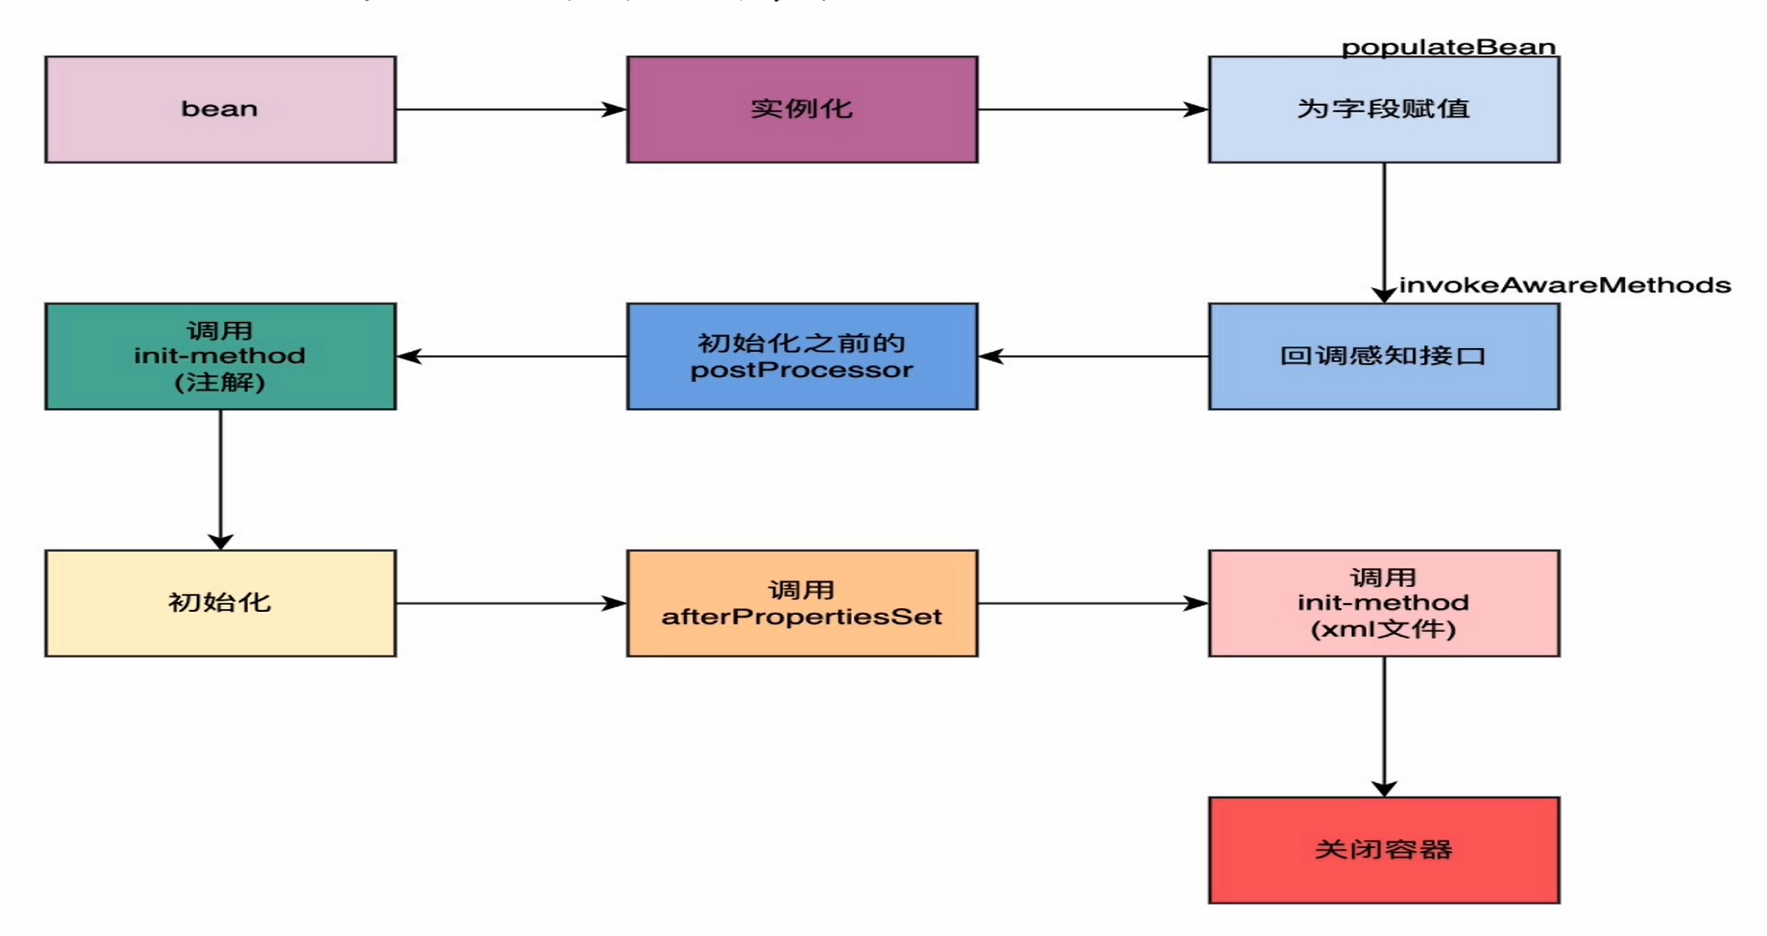 bean
实例化
populateBean
为字段赋值
invokeAwareMethods
回调感知接口
初始化之前的
postProcessor
调用
init-method
(注解)
初始化
调用
afterPropertiesSet
调用
init-method
(xml文件)
关闭容器